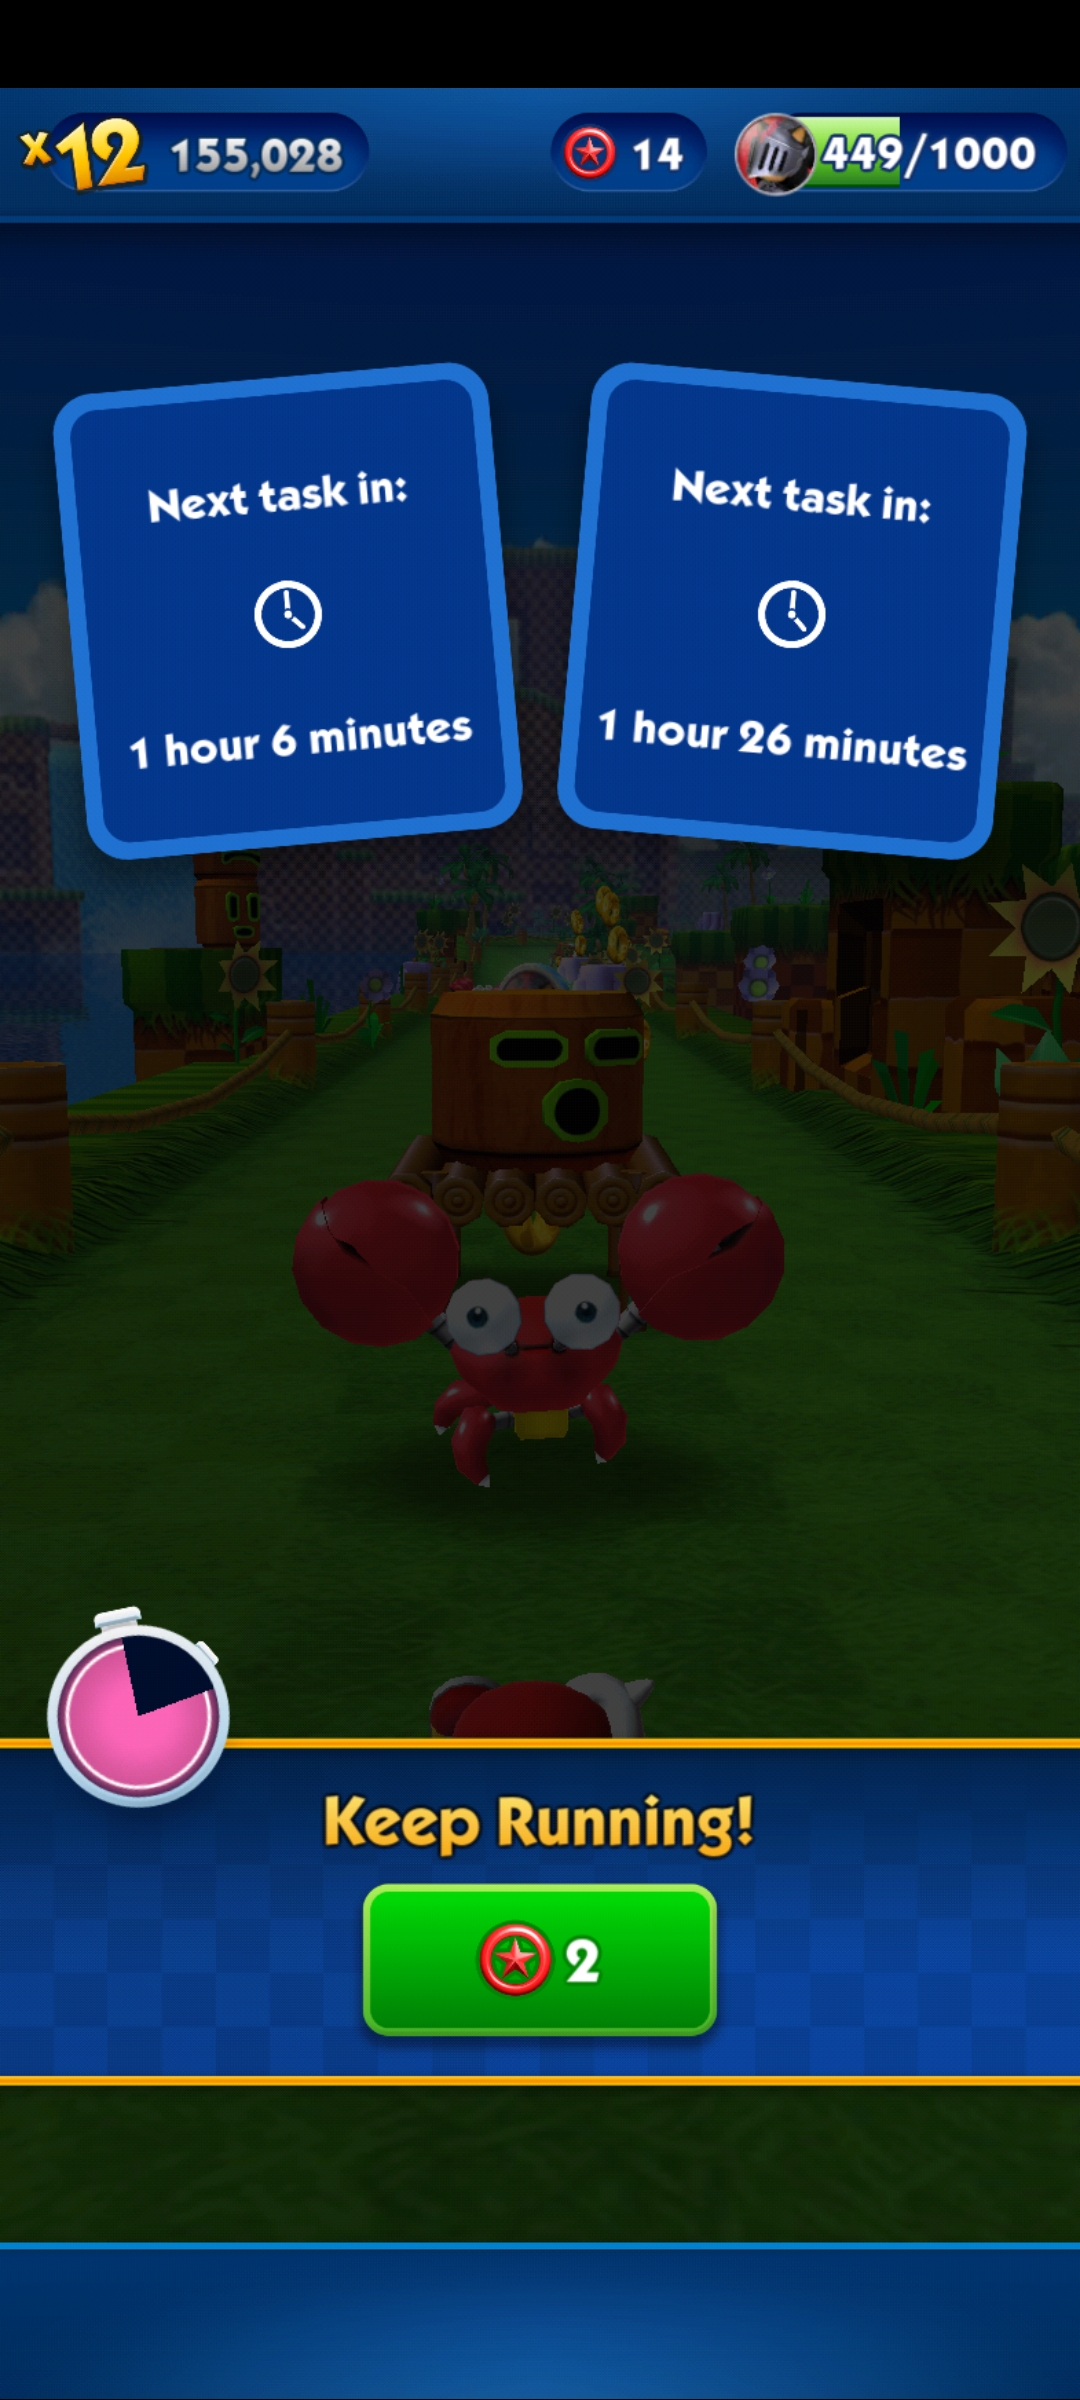 x12 155,028
14
449/1000
Next task in:
1 hour 6 minutes
Next task in:
1 hour 26 minutes
Keep Running!
2